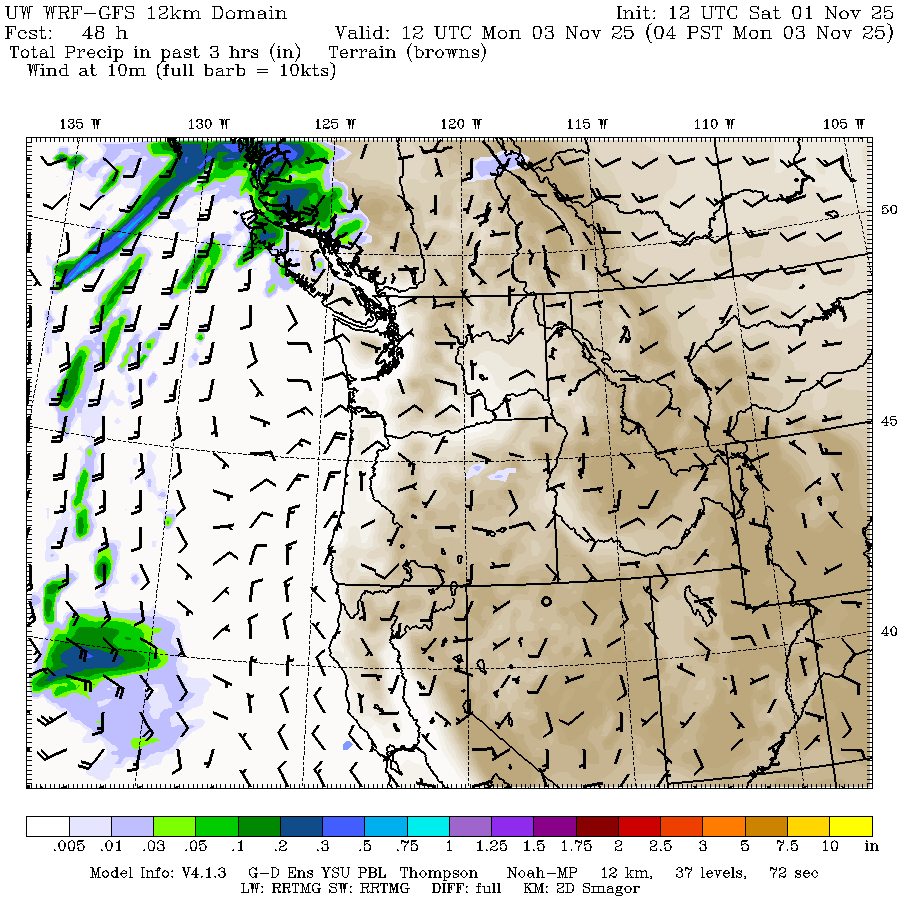 UW WRF-GFS 12km Domain Init: 12 UTC Sat 01 Nov 25
Fcst: 48 h Valid: 12 UTC Mon 03 Nov 25 (04 PST Mon 03 Nov 25)
Total Precip in past 3 hrs (in) Terrain (browns)
Wind at 10m (full barb = 10kts)
135 W 130 W 125 W 120 W 115 W 110 W 105 W
50
45
40
.005 .01 .03 .05 .1 .2 .3 .5 .75 1 1.25 1.5 1.75 2 2.5 3 5 7.5 10 in
Model Info: V4.1.3 G-D Ens YSU PBL Thompson Noah-MP 12 km, 37 levels, 72 sec
LW: RRTMG SW: RRTMG DIFF: full KM: 2D Smagor